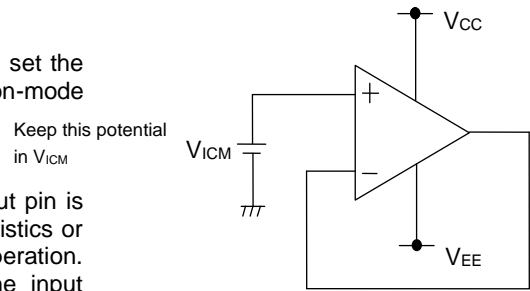 set the
on-mode
Keep this potential
in VICM
ut pin is
istics or
peration.
he input
VCC
+
VICM
−
VEE